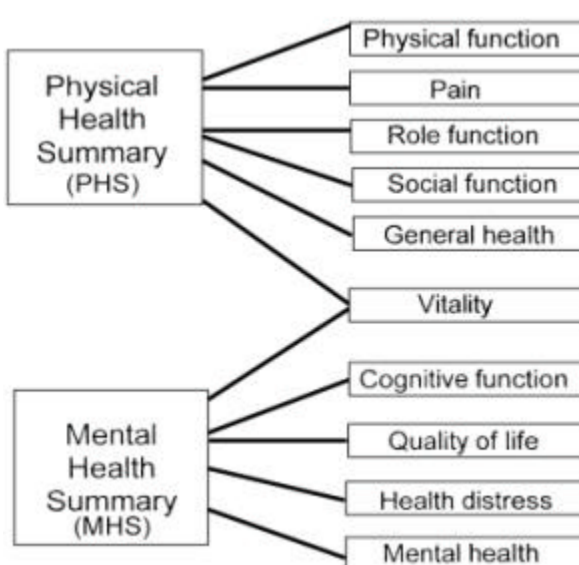 Physical
Health
Summary
(PHS)
Physical function
Pain
Role function
Social function
General health
Vitality
Mental
Health
Summary
(MHS)
Cognitive function
Quality of life
Health distress
Mental health